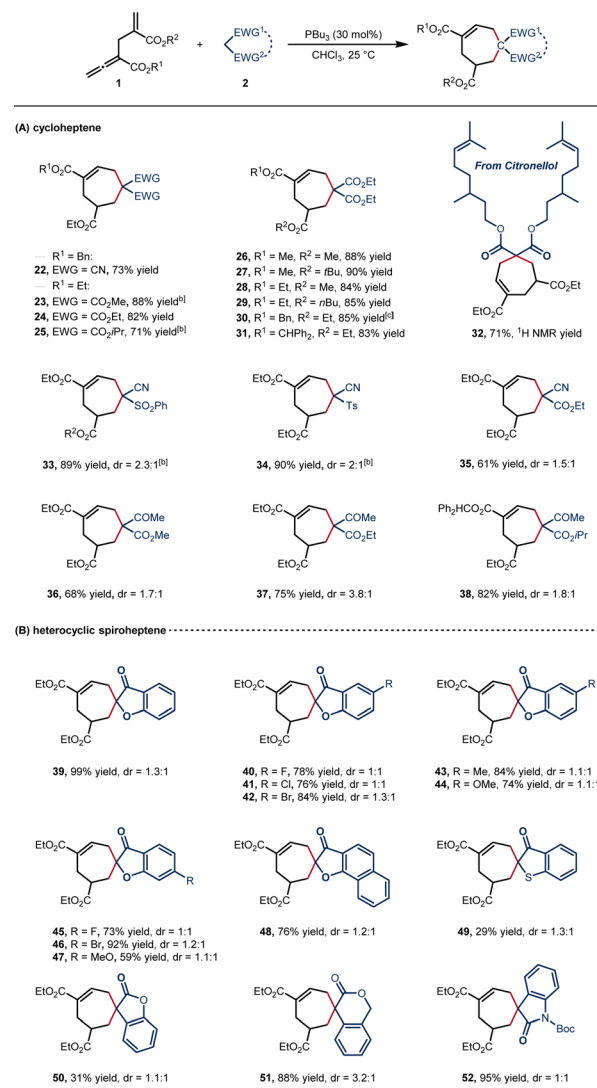 R¹O₂C
EWG¹
CO₂R²
EWG¹
PBu₃ (30 mol%)
C
+
EWG²
CHCl₃, 25 °C
EWG²
CO₂R¹
R²O₂C
1
2
(A) cycloheptene
From Citronellol
R¹O₂C
EWG
EWG
EtO₂C
R¹O₂C
CO₂Et
CO₂Et
RO₂C
O
O
O
O
CO₂Et
EtO₂C
R¹ = Bn:
22, EWG = CN, 73% yield
R¹ = Et:
23, EWG = CO₂Me, 88% yield[b]
24, EWG = CO₂Et, 82% yield
25, EWG = CO₂iPr, 71% yield[b]
26, R¹ = Me, R² = Me, 88% yield
27, R¹ = Me, R² = tBu, 90% yield
28, R¹ = Et, R² = Me, 84% yield
29, R¹ = Et, R² = nBu, 85% yield
30, R¹ = Bn, R² = Et, 85% yield[c]
31, R¹ = CHPh₂, R² = Et, 83% yield
32, 71%, ¹H NMR yield
EtO₂C
CN
SO₂Ph
R²O₂C
EtO₂C
CN
Ts
EtO₂C
EtO₂C
CN
CO₂Et
EtO₂C
33, 89% yield, dr = 2.3:1[b]
34, 90% yield, dr = 2:1[b]
35, 61% yield, dr = 1.5:1
EtO₂C
COMe
CO₂Me
EtO₂C
EtO₂C
COMe
CO₂Et
EtO₂C
Ph₂HCO₂C
COMe
CO₂iPr
EtO₂C
36, 68% yield, dr = 1.7:1
37, 75% yield, dr = 3.8:1
38, 82% yield, dr = 1.8:1
(B) heterocyclic spiroheptene
EtO₂C
O
O
EtO₂C
EtO₂C
O
R
O
EtO₂C
EtO₂C
O
R
O
EtO₂C
39, 99% yield, dr = 1.3:1
40, R = F, 78% yield, dr = 1:1
41, R = Cl, 76% yield, dr = 1:1
42, R = Br, 84% yield, dr = 1.3:1
43, R = Me, 84% yield, dr = 1.1:1
44, R = OMe, 74% yield, dr = 1.1:1
EtO₂C
O
O
R
EtO₂C
EtO₂C
O
O
EtO₂C
EtO₂C
O
S
EtO₂C
45, R = F, 73% yield, dr = 1:1
46, R = Br, 92% yield, dr = 1.2:1
47, R = MeO, 59% yield, dr = 1.1:1
48, 76% yield, dr = 1.2:1
49, 29% yield, dr = 1.3:1
EtO₂C
O
O
EtO₂C
EtO₂C
O
O
EtO₂C
EtO₂C
O
N
Boc
EtO₂C
50, 31% yield, dr = 1.1:1
51, 88% yield, dr = 3.2:1
52, 95% yield, dr = 1:1